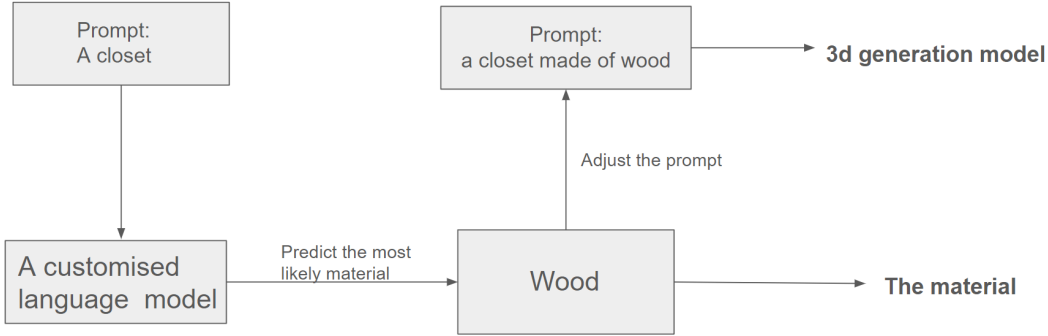 Prompt:
A closet
Prompt:
a closet made of wood
3d generation model
Adjust the prompt
A customised
language model
Predict the most
likely material
Wood
The material